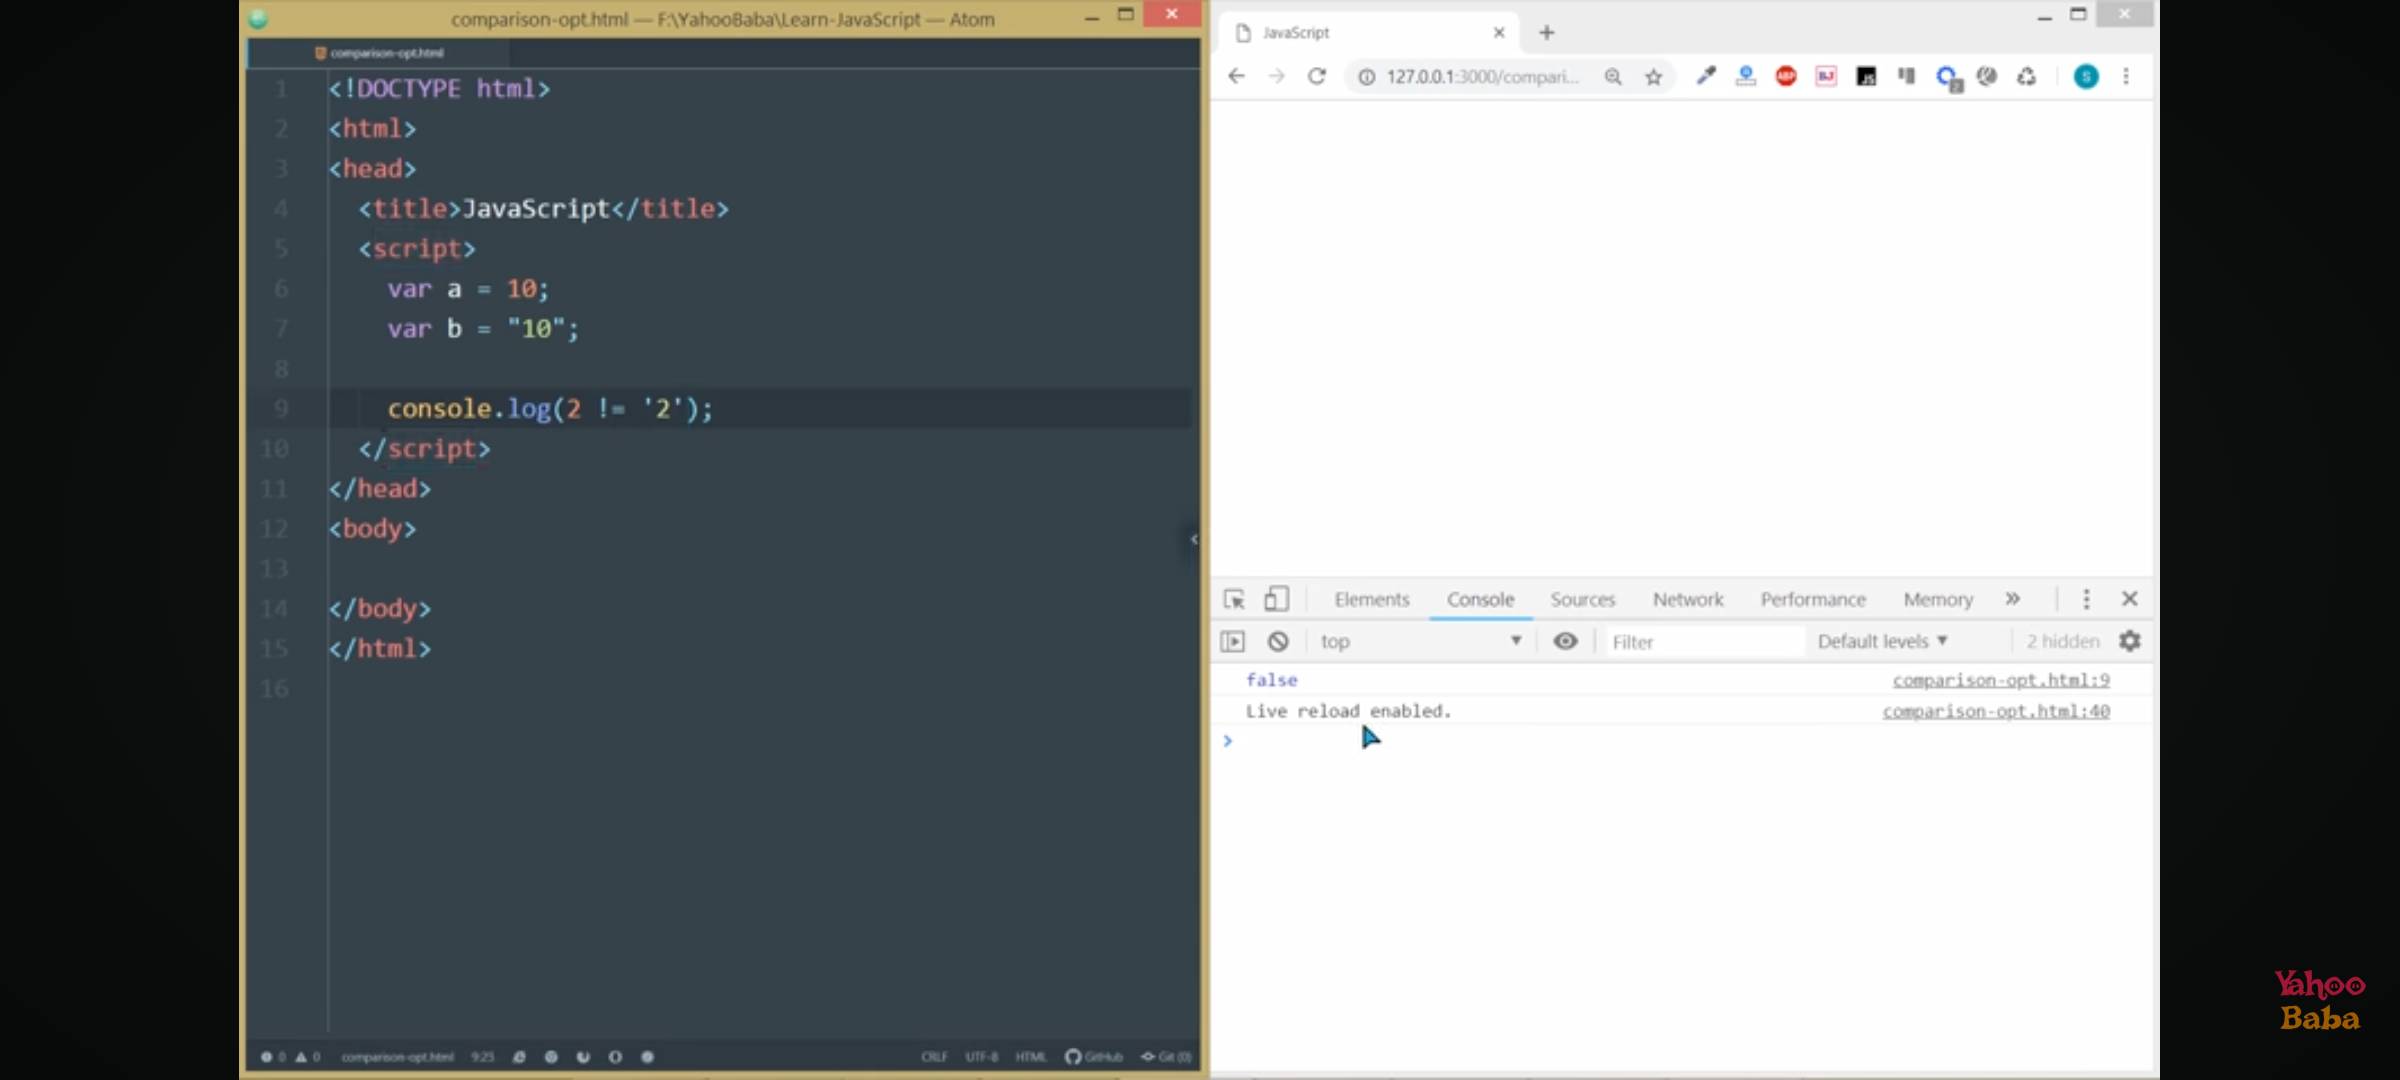 comparison-opt.html — F:\YahooBaba\Learn-JavaScript — Atom
comparison-opt.html
1 <!DOCTYPE html>
2 <html>
3 <head>
4 <title>JavaScript</title>
5 <script>
6 var a = 10;
7 var b = "10";
8
9 console.log(2 != '2');
10 </script>
11 </head>
12 <body>
13
14 </body>
15 </html>
16
0 0 comparison-opt.html 9:23 CRLF UTF-8 HTML GitHub Git (0)
JavaScript
127.0.0.1:3000/compari...
ABP
S
Elements Console Sources Network Performance Memory
top Filter Default levels 2 hidden
false comparison-opt.html:9
Live reload enabled. comparison-opt.html:40
Yahoo
Baba